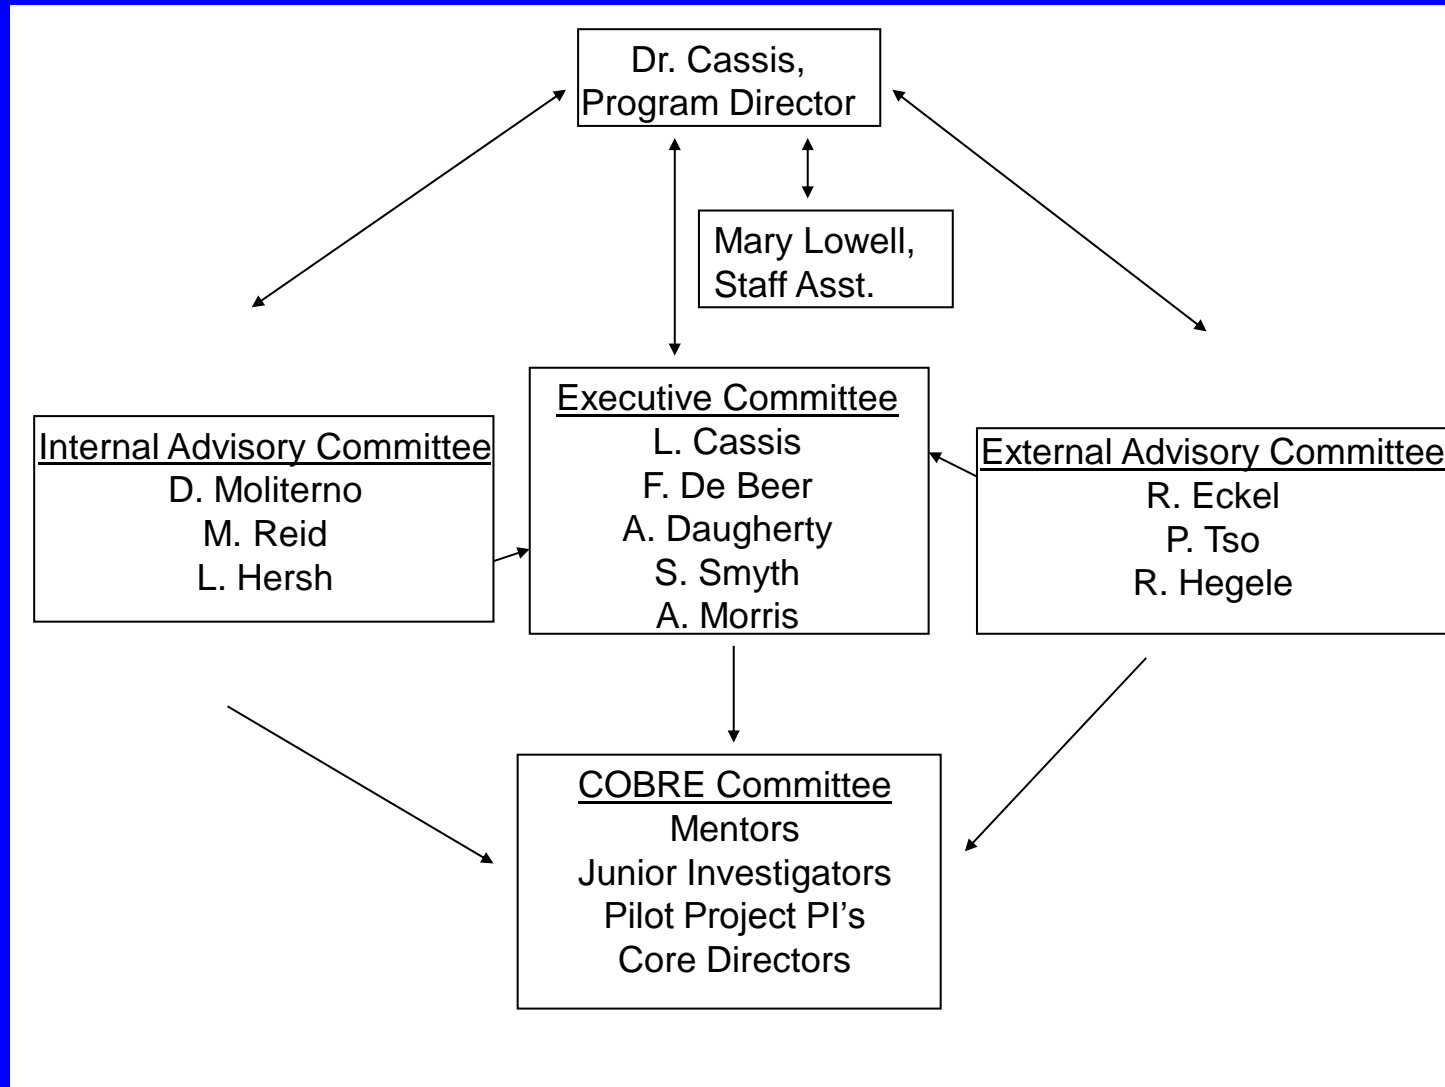 Dr. Cassis,
Program Director
Mary Lowell,
Staff Asst.
Internal Advisory Committee
D. Moliterno
M. Reid
L. Hersh
Executive Committee
L. Cassis
F. De Beer
A. Daugherty
S. Smyth
A. Morris
External Advisory Committee
R. Eckel
P. Tso
R. Hegele
COBRE Committee
Mentors
Junior Investigators
Pilot Project PI’s
Core Directors